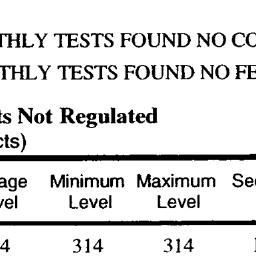 THLY TESTS FOUND NO CO
THLY TESTS FOUND NO FE
ts Not Regulated
cts)
age Minimum Maximum Se
vel Level Level
4 314 314